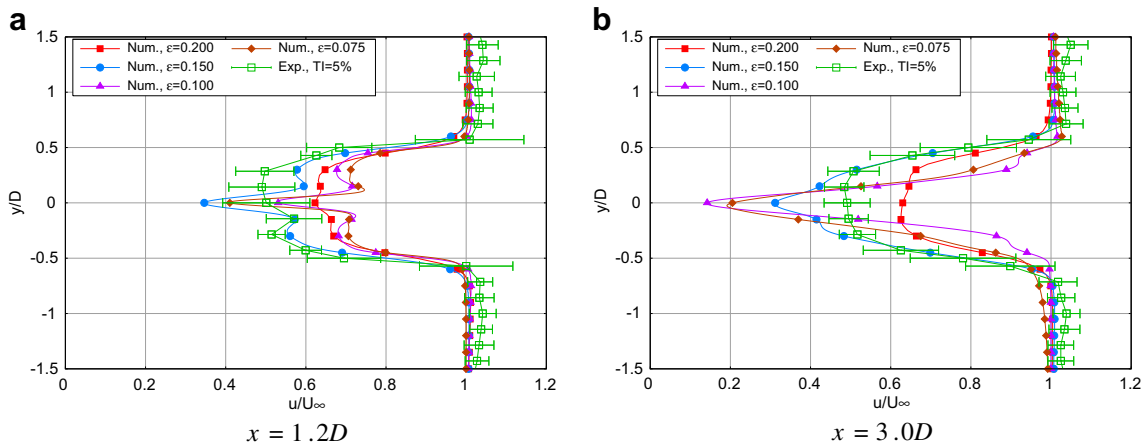 a
1.5
1
0.5
0
-0.5
-1
-1.5
y/D
Num., ε=0.200
Num., ε=0.150
Num., ε=0.100
Num., ε=0.075
Exp., TI=5%
0 0.2 0.4 0.6 0.8 1 1.2
u/U∞
x = 1.2D
b
1.5
1
0.5
0
-0.5
-1
-1.5
y/D
Num., ε=0.200
Num., ε=0.150
Num., ε=0.100
Num., ε=0.075
Exp., TI=5%
0 0.2 0.4 0.6 0.8 1 1.2
u/U∞
x = 3.0D